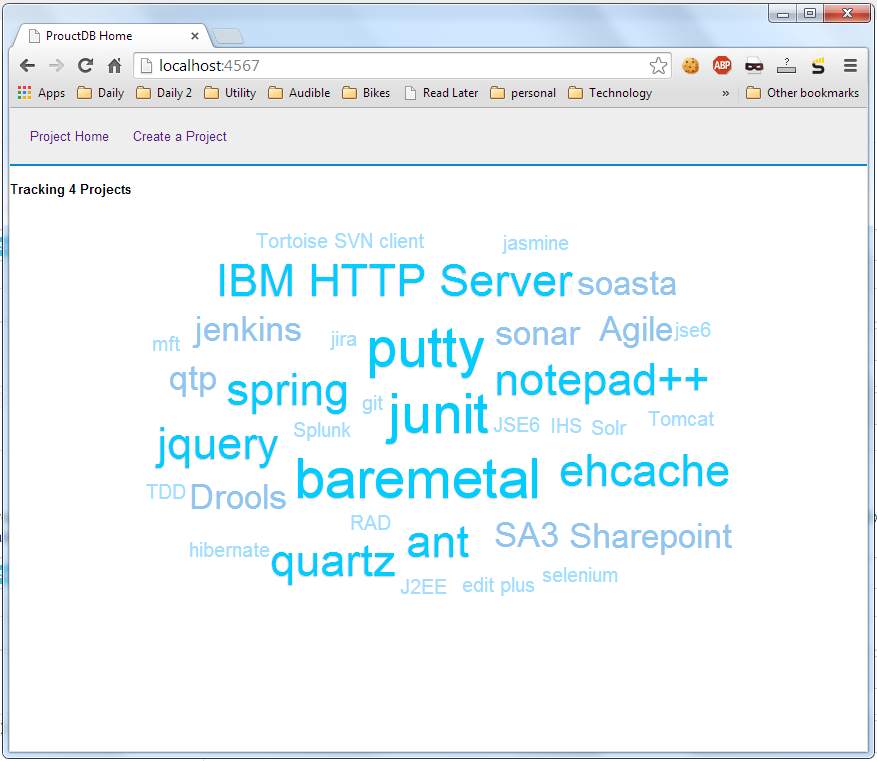 ProuctDB Home
localhost:4567
ABP
?
Apps Daily Daily 2 Utility Audible Bikes Read Later personal Technology » Other bookmarks
Project Home Create a Project
Tracking 4 Projects
Tortoise SVN client jasmine
IBM HTTP Server soasta
mft jenkins jira putty sonar Agile jse6
qtp spring git junit notepad++
jquery Splunk JSE6 IHS Solr Tomcat
TDD Drools baremetal ehcache
hibernate quartz RAD ant SA3 Sharepoint
J2EE edit plus selenium